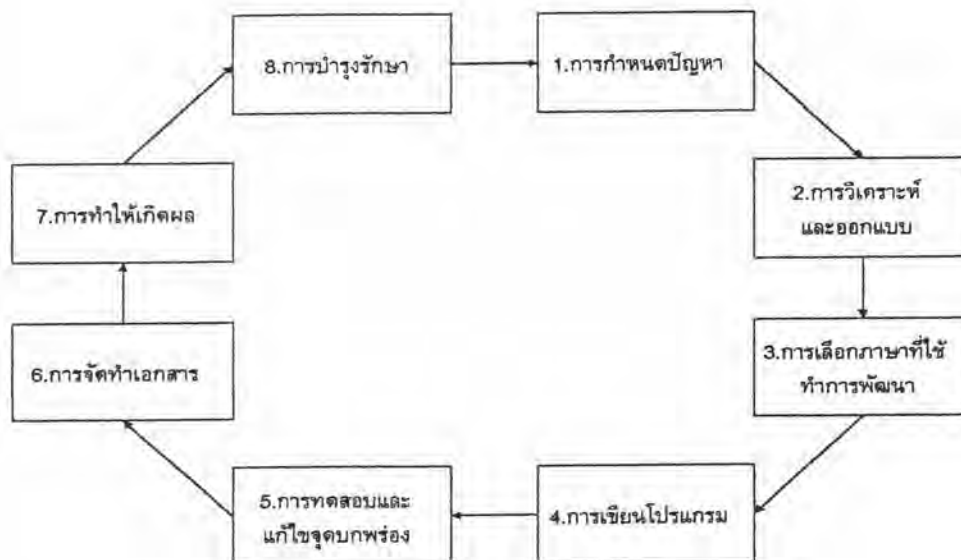 8.การบำรุงรักษา
1.การกำหนดปัญหา
7.การทำให้เกิดผล
2.การวิเคราะห์
และออกแบบ
6.การจัดทำเอกสาร
3.การเลือกภาษาที่ใช้
ทำการพัฒนา
5.การทดสอบและ
แก้ไขจุดบกพร่อง
4.การเขียนโปรแกรม